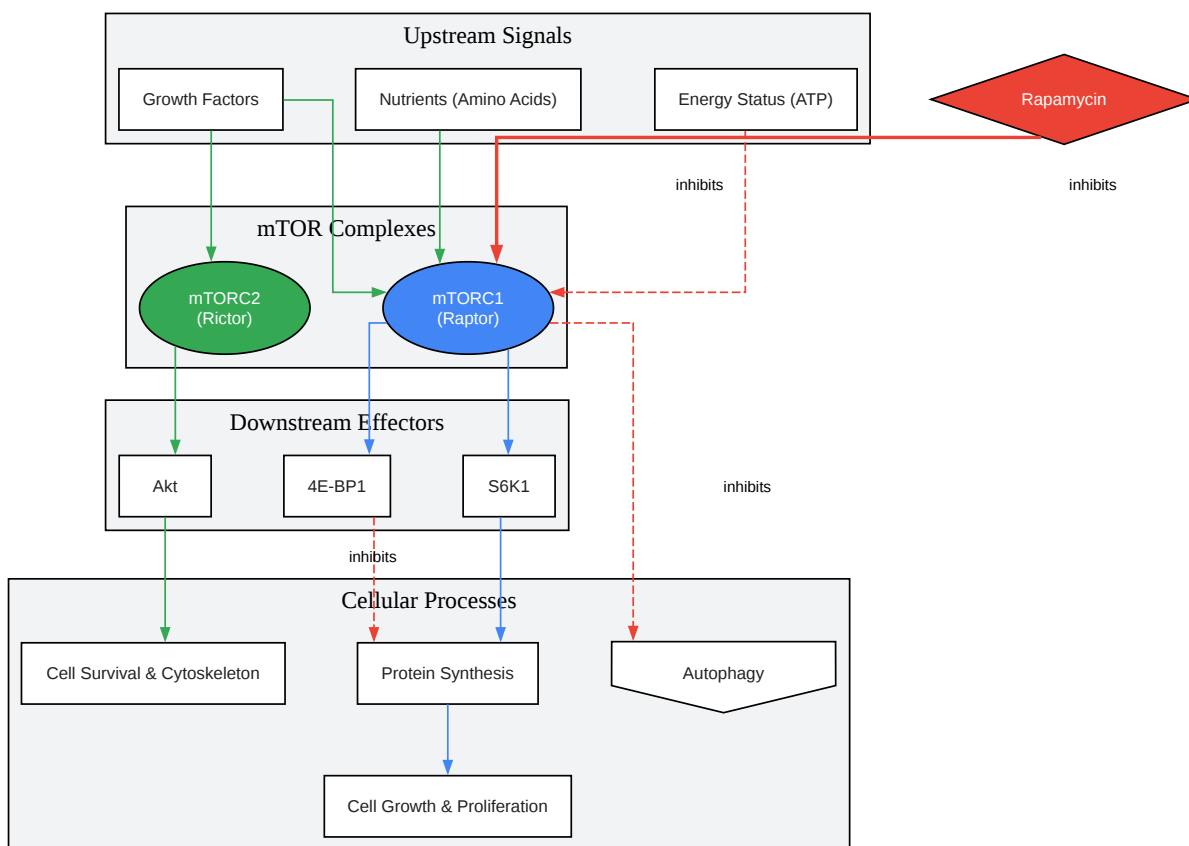 Upstream Signals
Growth Factors
Nutrients (Amino Acids)
Energy Status (ATP)
Rapamycin
inhibits
inhibits
mTOR Complexes
mTORC2
(Rictor)
mTORC1
(Raptor)
Downstream Effectors
Akt
4E-BP1
S6K1
inhibits
inhibits
Cellular Processes
Cell Survival & Cytoskeleton
Protein Synthesis
Autophagy
Cell Growth & Proliferation